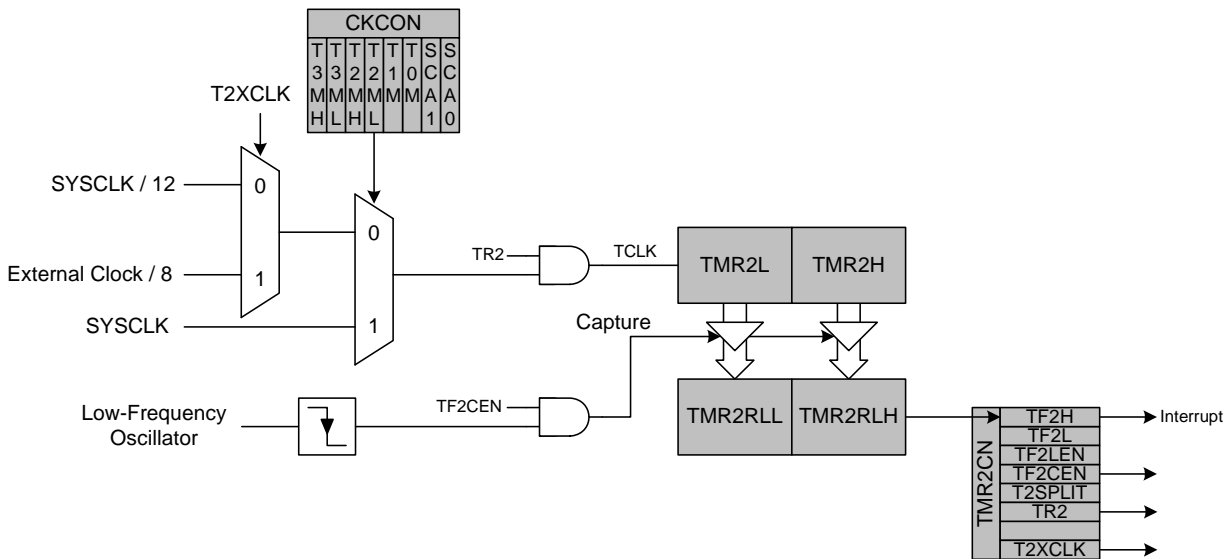 CKCON
T3MH
T3ML
T2MH
T2ML
T1M
T0M
SCA1
SCA0
T2XCLK
SYSCLK / 12
0
External Clock / 8
1
SYSCLK
0
1
TR2
TCLK
TMR2L
TMR2H
Capture
Low-Frequency
Oscillator
TF2CEN
TMR2RLL
TMR2RLH
TMR2CN
TF2H
TF2L
TF2LEN
TF2CEN
T2SPLIT
TR2
T2XCLK
Interrupt